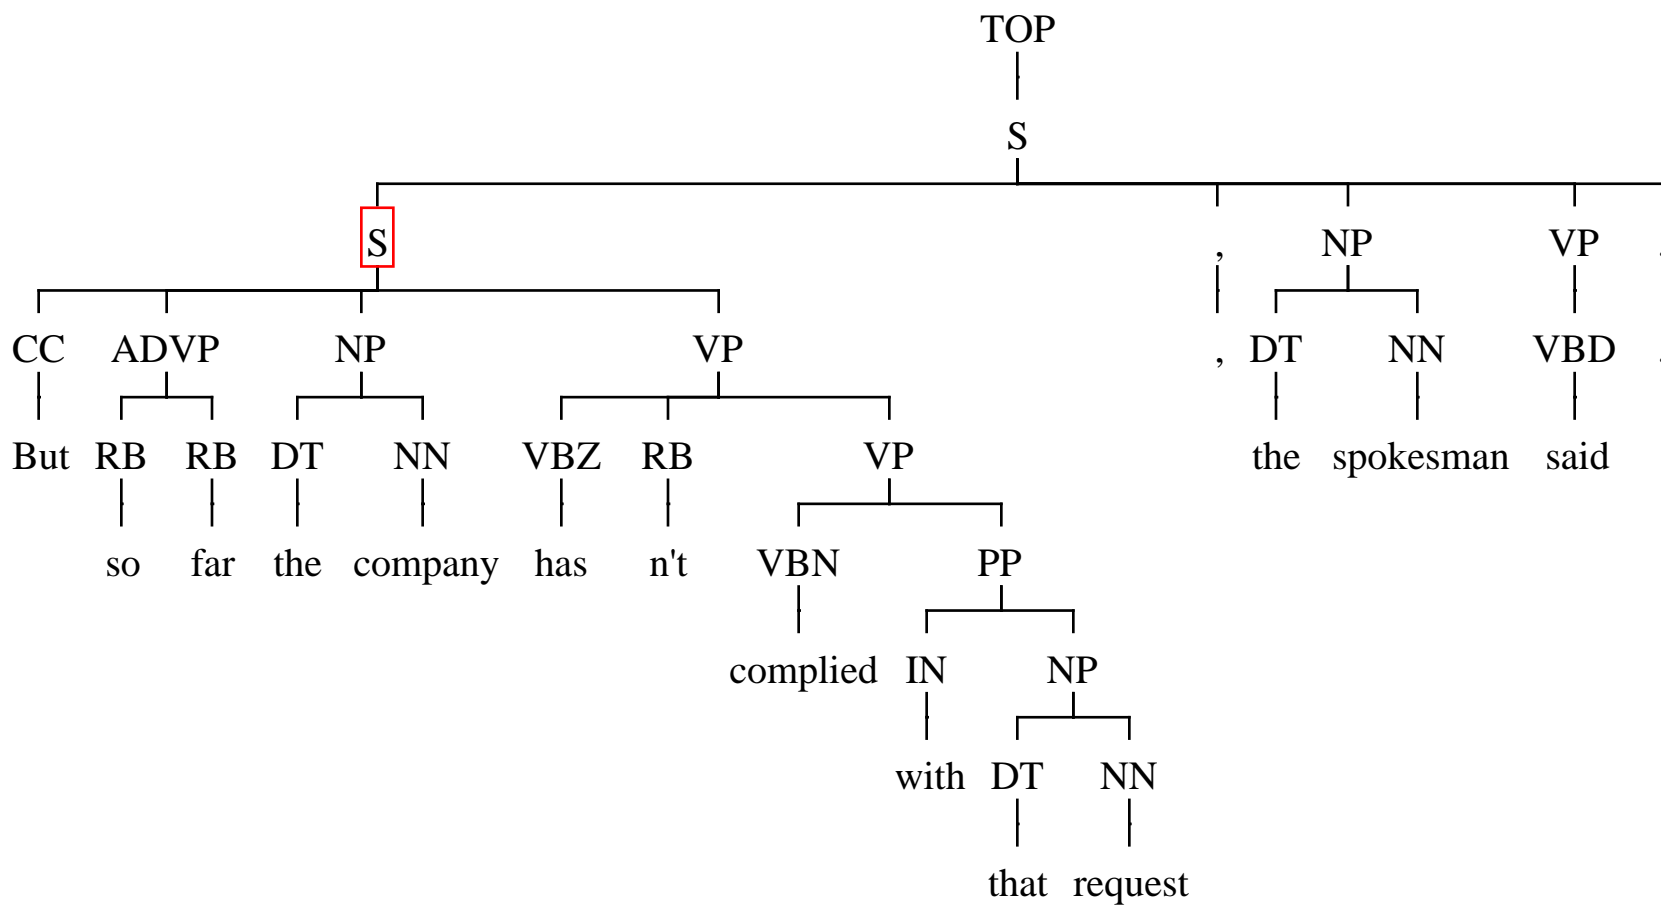 TOP
S
S , NP VP .
CC ADVP NP VP , DT NN VBD .
But RB RB DT NN VBZ RB VP the spokesman said
so far the company has n't VBN PP
complied IN NP
with DT NN
that request